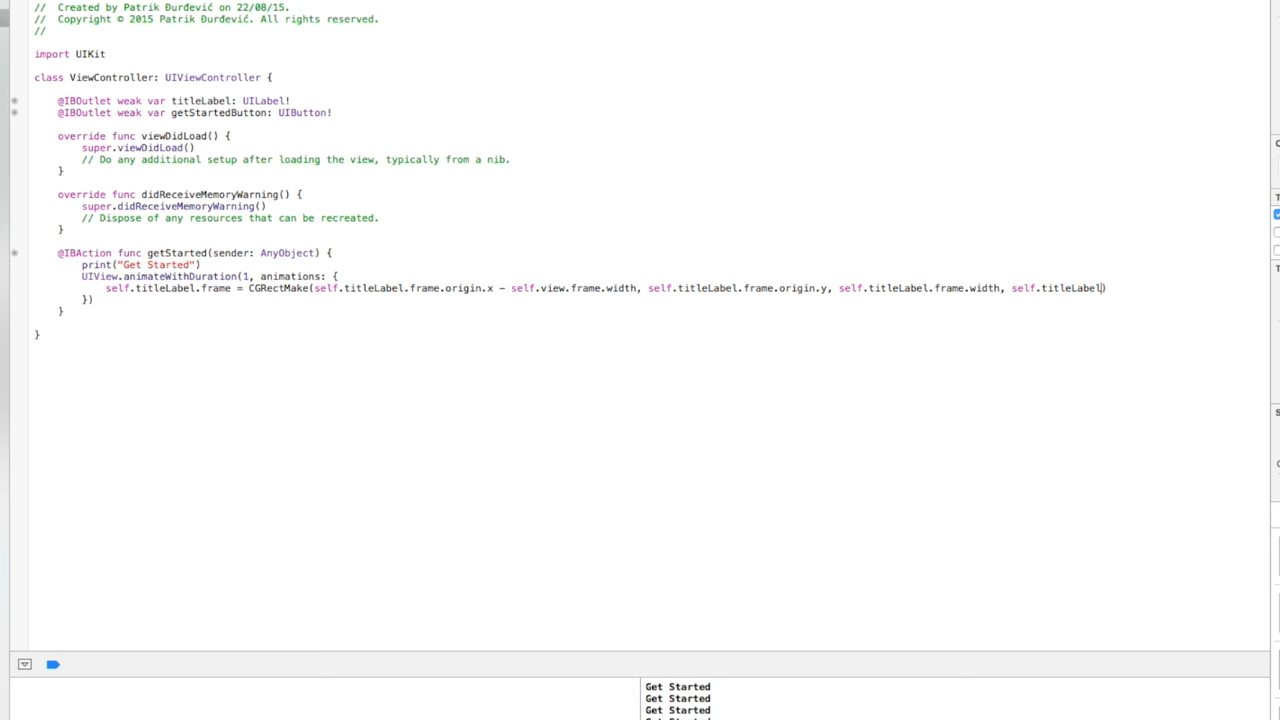 //  Created by Patrik Đurđević on 22/08/15.
//  Copyright © 2015 Patrik Đurđević. All rights reserved.
//
import UIKit
class ViewController: UIViewController {
@IBOutlet weak var titleLabel: UILabel!
@IBOutlet weak var getStartedButton: UIButton!
override func viewDidLoad() {
super.viewDidLoad()
// Do any additional setup after loading the view, typically from a nib.
}
override func didReceiveMemoryWarning() {
super.didReceiveMemoryWarning()
// Dispose of any resources that can be recreated.
}
@IBAction func getStarted(sender: AnyObject) {
print("Get Started")
UIView.animateWithDuration(1, animations: {
self.titleLabel.frame = CGRectMake(self.titleLabel.frame.origin.x - self.view.frame.width, self.titleLabel.frame.origin.y, self.titleLabel.frame.width, self.titleLabel)
})
}
}
Get Started
Get Started
Get Started